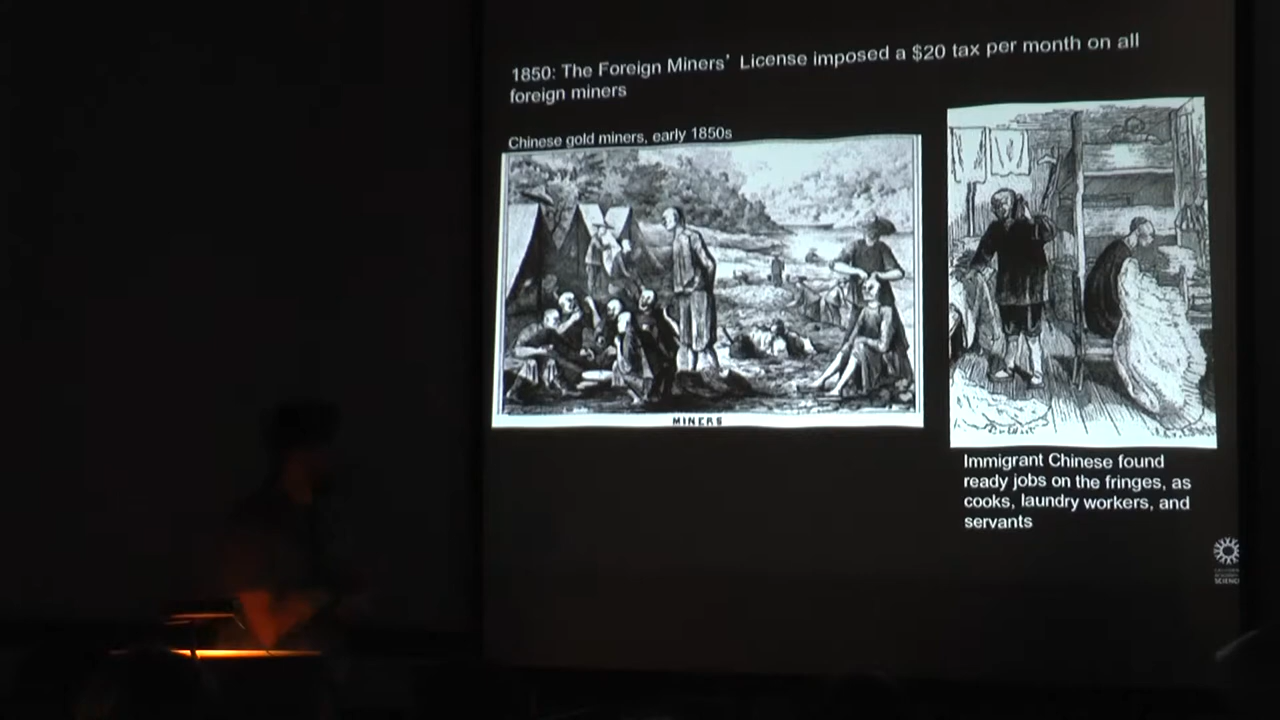 1850: The Foreign Miners' License imposed a $20 tax per month on all
foreign miners
Chinese gold miners, early 1850s
MINERS
Immigrant Chinese found
ready jobs on the fringes, as
cooks, laundry workers, and
servants